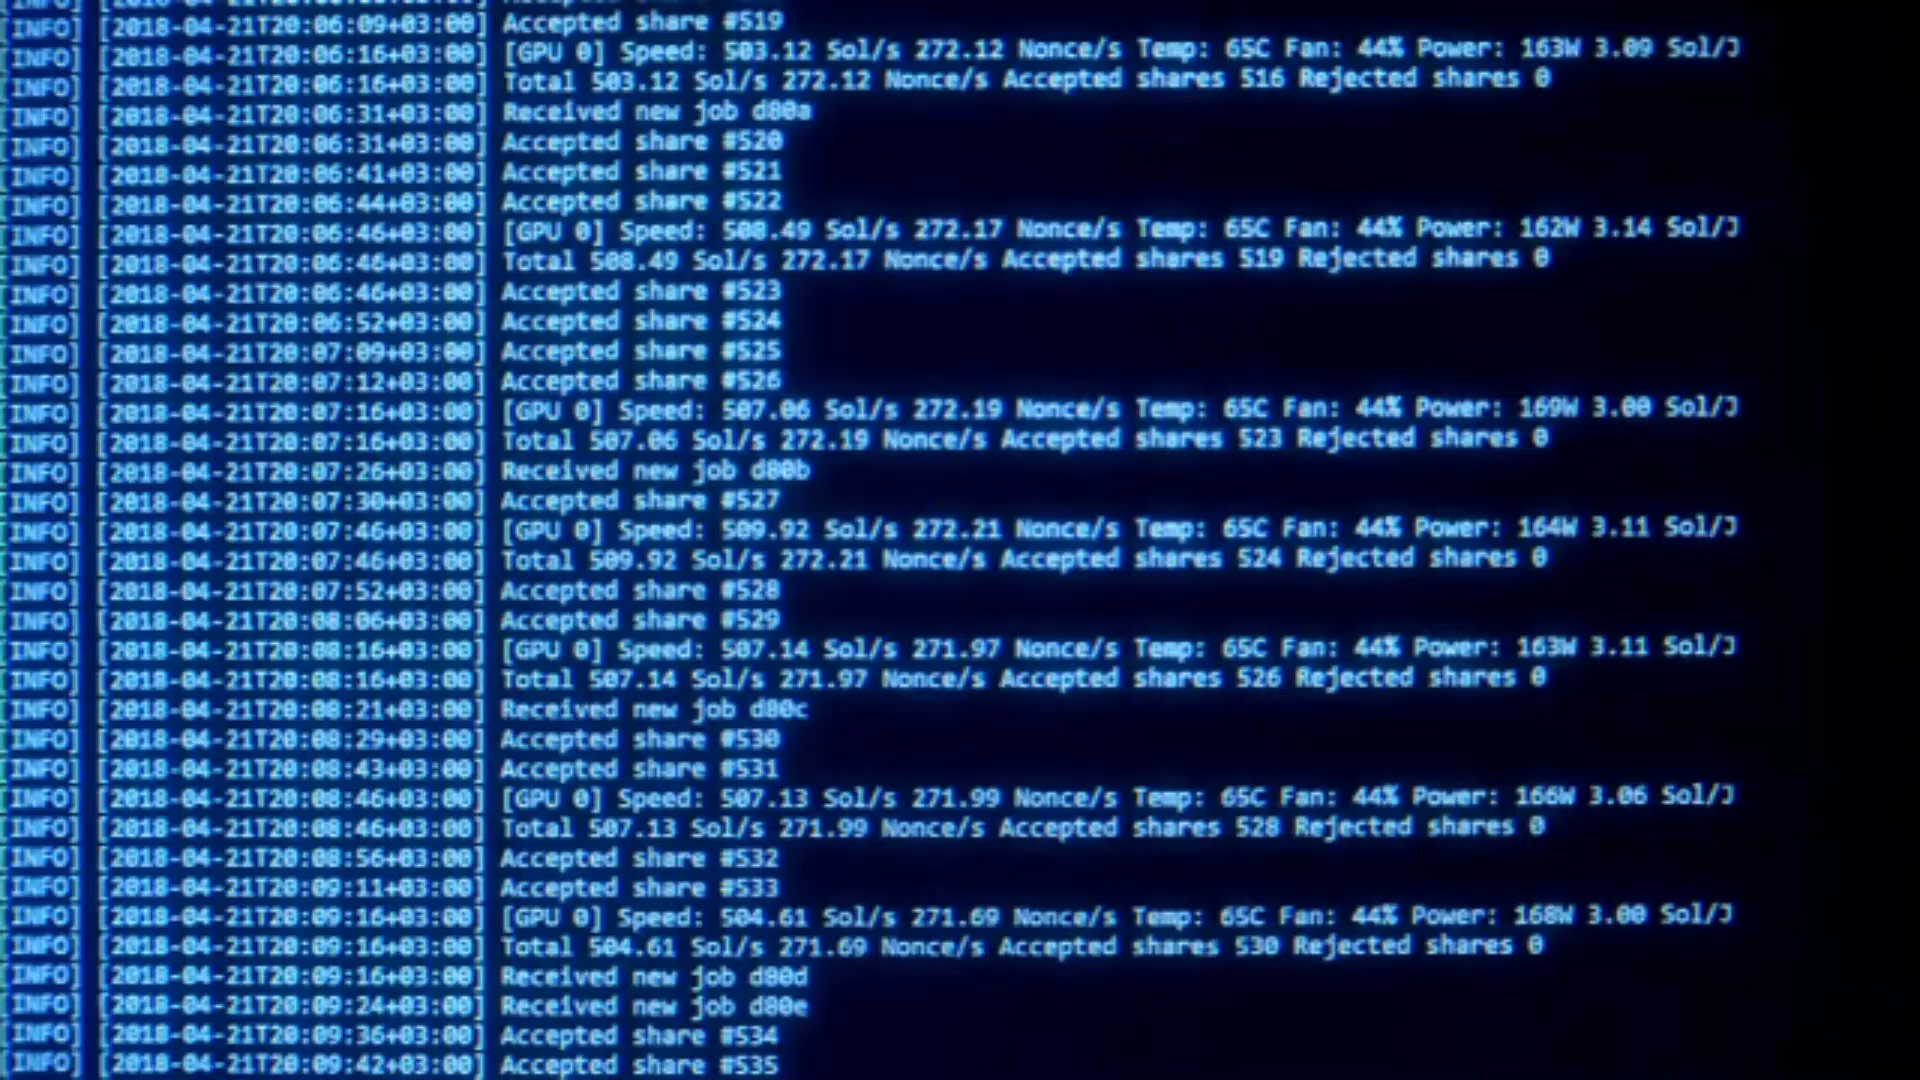 [INFO] [2018-04-21T20:06:09+03:00] Accepted share #519
[INFO] [2018-04-21T20:06:16+03:00] [GPU 0] Speed: 503.12 Sol/s 272.12 Nonce/s Temp: 65C Fan: 44% Power: 163W 3.09 Sol/J
[INFO] [2018-04-21T20:06:16+03:00] Total 503.12 Sol/s 272.12 Nonce/s Accepted shares 516 Rejected shares 0
[INFO] [2018-04-21T20:06:31+03:00] Received new job d80a
[INFO] [2018-04-21T20:06:31+03:00] Accepted share #520
[INFO] [2018-04-21T20:06:41+03:00] Accepted share #521
[INFO] [2018-04-21T20:06:44+03:00] Accepted share #522
[INFO] [2018-04-21T20:06:46+03:00] [GPU 0] Speed: 508.49 Sol/s 272.17 Nonce/s Temp: 65C Fan: 44% Power: 162W 3.14 Sol/J
[INFO] [2018-04-21T20:06:46+03:00] Total 508.49 Sol/s 272.17 Nonce/s Accepted shares 519 Rejected shares 0
[INFO] [2018-04-21T20:06:46+03:00] Accepted share #523
[INFO] [2018-04-21T20:06:52+03:00] Accepted share #524
[INFO] [2018-04-21T20:07:09+03:00] Accepted share #525
[INFO] [2018-04-21T20:07:12+03:00] Accepted share #526
[INFO] [2018-04-21T20:07:16+03:00] [GPU 0] Speed: 507.06 Sol/s 272.19 Nonce/s Temp: 65C Fan: 44% Power: 169W 3.00 Sol/J
[INFO] [2018-04-21T20:07:16+03:00] Total 507.06 Sol/s 272.19 Nonce/s Accepted shares 523 Rejected shares 0
[INFO] [2018-04-21T20:07:26+03:00] Received new job d80b
[INFO] [2018-04-21T20:07:30+03:00] Accepted share #527
[INFO] [2018-04-21T20:07:46+03:00] [GPU 0] Speed: 509.92 Sol/s 272.21 Nonce/s Temp: 65C Fan: 44% Power: 164W 3.11 Sol/J
[INFO] [2018-04-21T20:07:46+03:00] Total 509.92 Sol/s 272.21 Nonce/s Accepted shares 524 Rejected shares 0
[INFO] [2018-04-21T20:07:52+03:00] Accepted share #528
[INFO] [2018-04-21T20:08:06+03:00] Accepted share #529
[INFO] [2018-04-21T20:08:16+03:00] [GPU 0] Speed: 507.14 Sol/s 271.97 Nonce/s Temp: 65C Fan: 44% Power: 163W 3.11 Sol/J
[INFO] [2018-04-21T20:08:16+03:00] Total 507.14 Sol/s 271.97 Nonce/s Accepted shares 526 Rejected shares 0
[INFO] [2018-04-21T20:08:21+03:00] Received new job d80c
[INFO] [2018-04-21T20:08:29+03:00] Accepted share #530
[INFO] [2018-04-21T20:08:43+03:00] Accepted share #531
[INFO] [2018-04-21T20:08:46+03:00] [GPU 0] Speed: 507.13 Sol/s 271.99 Nonce/s Temp: 65C Fan: 44% Power: 166W 3.06 Sol/J
[INFO] [2018-04-21T20:08:46+03:00] Total 507.13 Sol/s 271.99 Nonce/s Accepted shares 528 Rejected shares 0
[INFO] [2018-04-21T20:08:56+03:00] Accepted share #532
[INFO] [2018-04-21T20:09:11+03:00] Accepted share #533
[INFO] [2018-04-21T20:09:16+03:00] [GPU 0] Speed: 504.61 Sol/s 271.69 Nonce/s Temp: 65C Fan: 44% Power: 168W 3.00 Sol/J
[INFO] [2018-04-21T20:09:16+03:00] Total 504.61 Sol/s 271.69 Nonce/s Accepted shares 530 Rejected shares 0
[INFO] [2018-04-21T20:09:16+03:00] Received new job d80d
[INFO] [2018-04-21T20:09:24+03:00] Received new job d80e
[INFO] [2018-04-21T20:09:36+03:00] Accepted share #534
[INFO] [2018-04-21T20:09:42+03:00] Accepted share #535